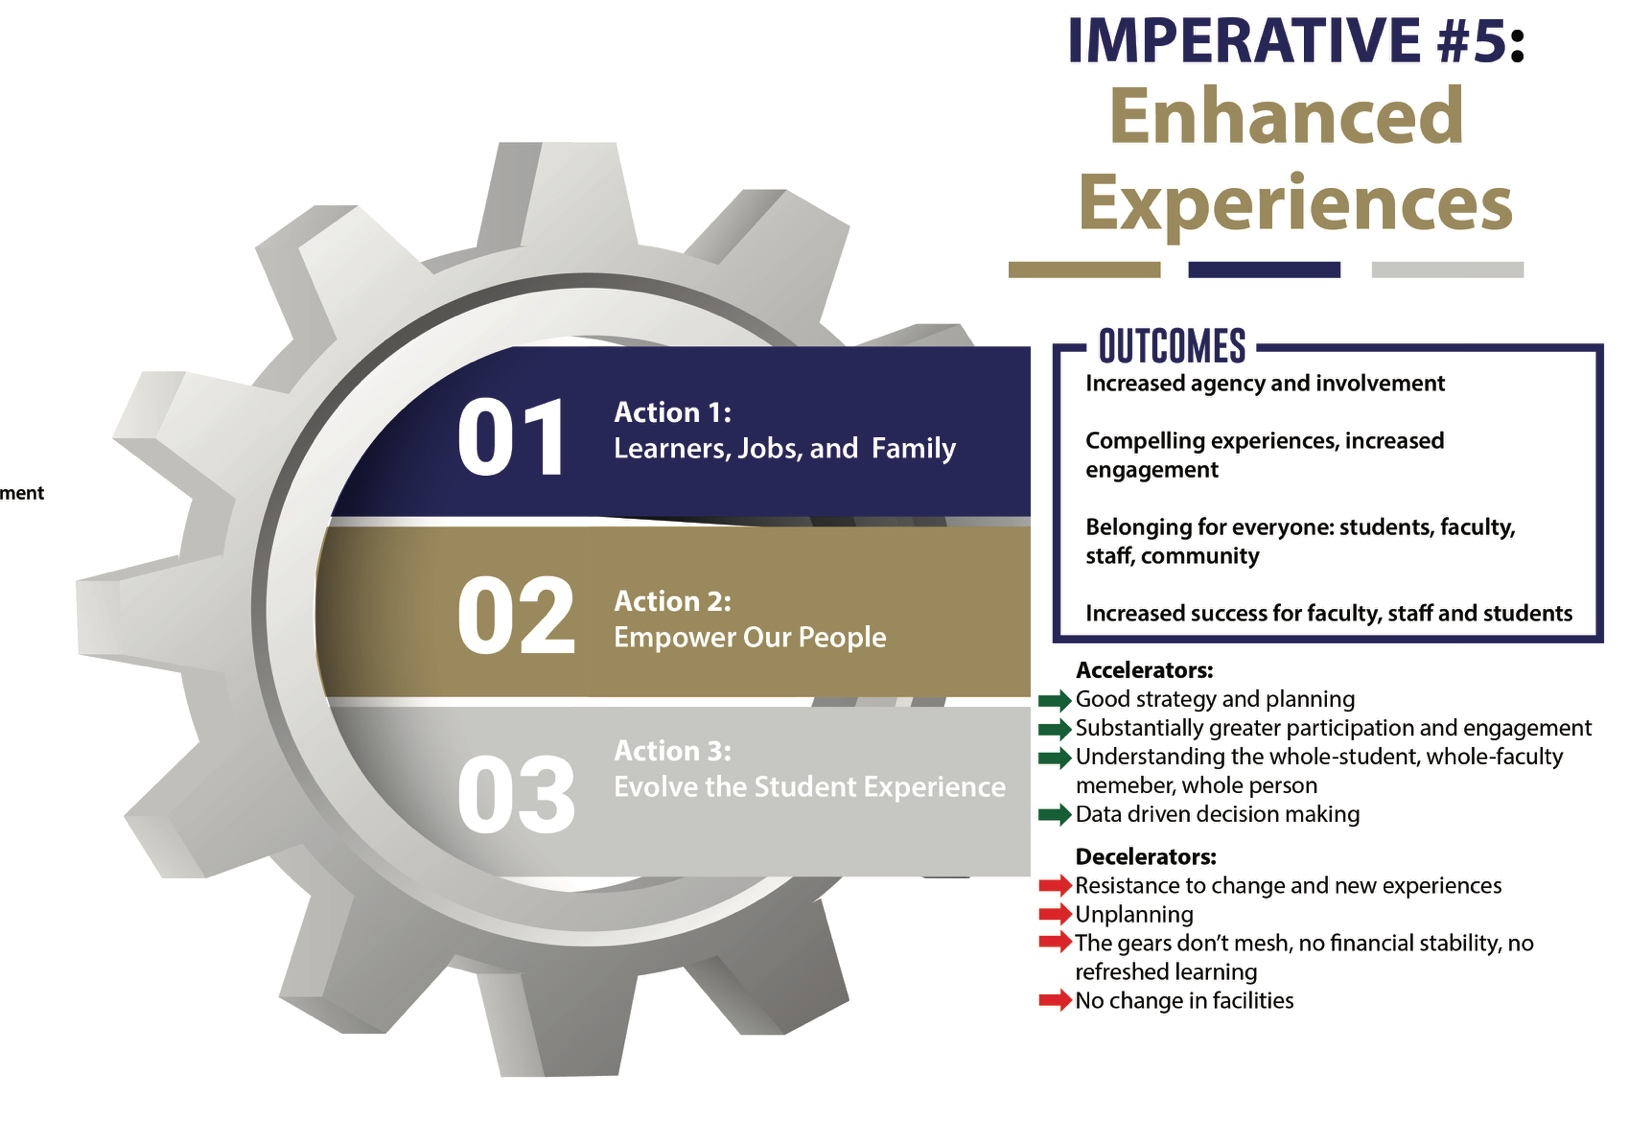 IMPERATIVE #5:
Enhanced
Experiences
ment
01
Action 1:
Learners, Jobs, and Family
02
Action 2:
Empower Our People
03
Action 3:
Evolve the Student Experience
OUTCOMES
Increased agency and involvement
Compelling experiences, increased
engagement
Belonging for everyone: students, faculty,
staff, community
Increased success for faculty, staff and students
Accelerators:
Good strategy and planning
Substantially greater participation and engagement
Understanding the whole-student, whole-faculty
memeber, whole person
Data driven decision making
Decelerators:
Resistance to change and new experiences
Unplanning
The gears don’t mesh, no financial stability, no
refreshed learning
No change in facilities